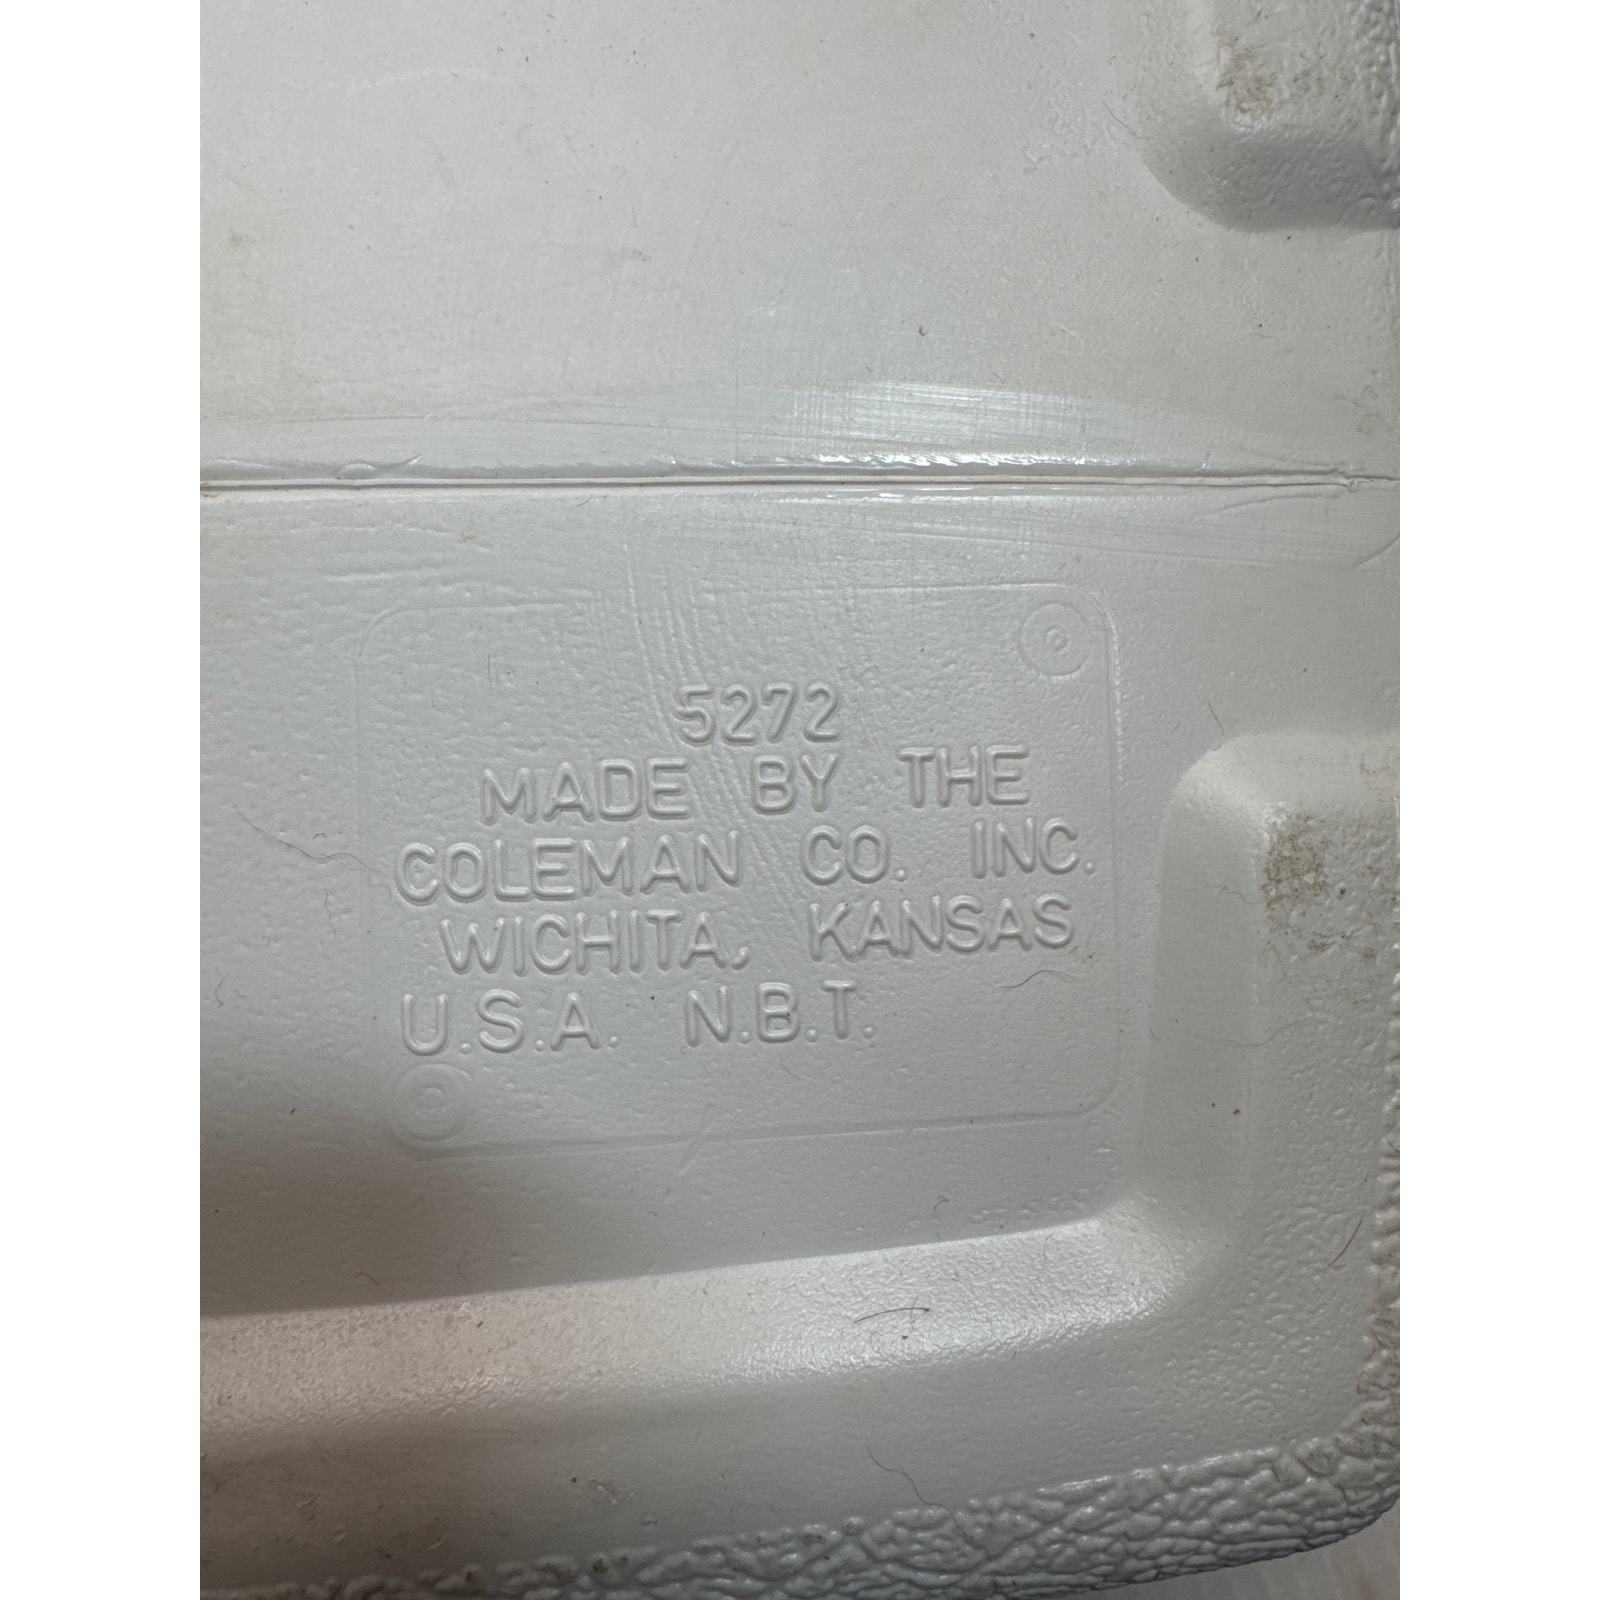 5272
MADE BY THE
COLEMAN CO. INC.
WICHITA, KANSAS
U.S.A. N.B.T.